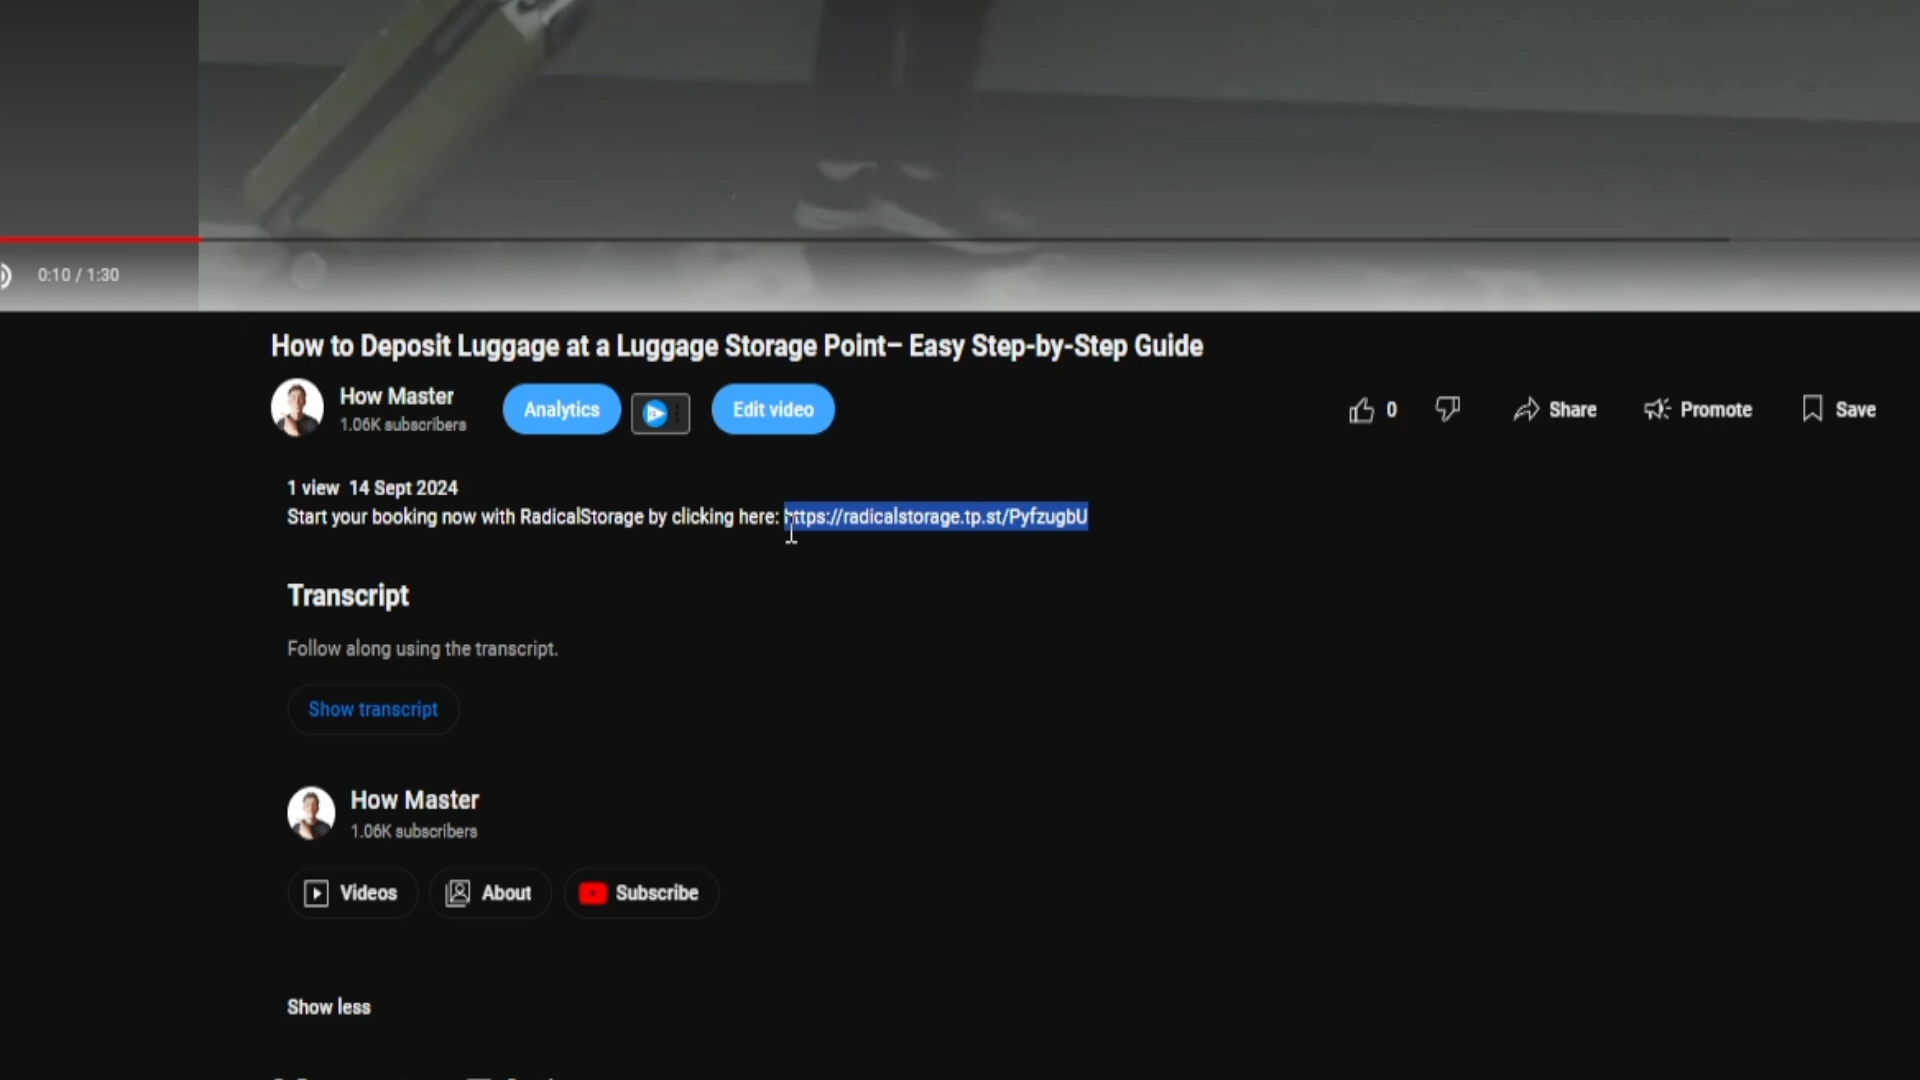 0:10 / 1:30
How to Deposit Luggage at a Luggage Storage Point– Easy Step-by-Step Guide
How Master
1.06K subscribers
Analytics
Edit video
0
Share
Promote
Save
1 view 14 Sept 2024
Start your booking now with RadicalStorage by clicking here: https://radicalstorage.tp.st/PyfzugbU
Transcript
Follow along using the transcript.
Show transcript
How Master
1.06K subscribers
Videos
About
Subscribe
Show less